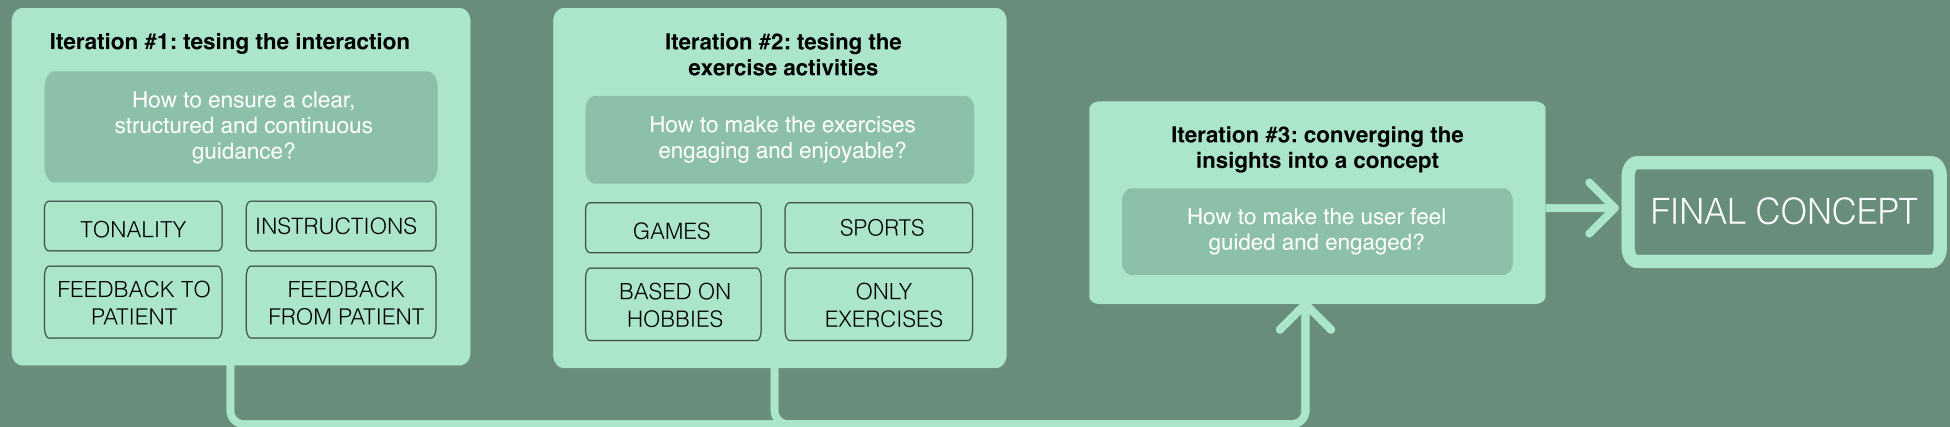 Iteration #1: tesing the interaction
How to ensure a clear,
structured and continuous
guidance?
TONALITY
INSTRUCTIONS
FEEDBACK TO
PATIENT
FEEDBACK
FROM PATIENT
Iteration #2: tesing the
exercise activities
How to make the exercises
engaging and enjoyable?
GAMES
SPORTS
BASED ON
HOBBIES
ONLY
EXERCISES
Iteration #3: converging the
insights into a concept
How to make the user feel
guided and engaged?
FINAL CONCEPT